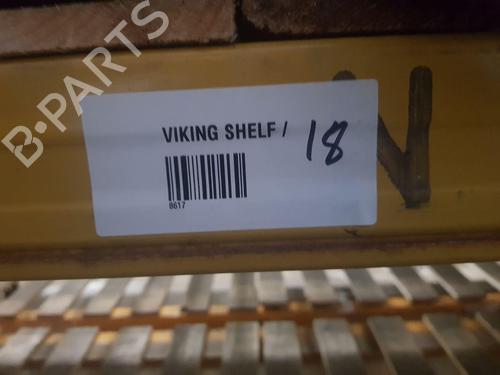 B-PARTS
VIKING SHELF / 18
8617
N